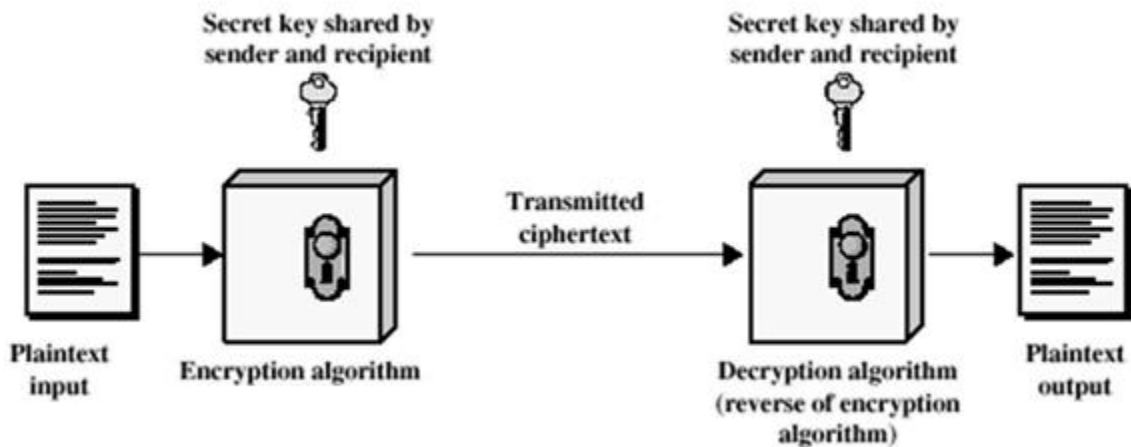 Secret key shared by
sender and recipient
Secret key shared by
sender and recipient
Transmitted
ciphertext
Plaintext
input
Encryption algorithm
Decryption algorithm
(reverse of encryption
algorithm)
Plaintext
output